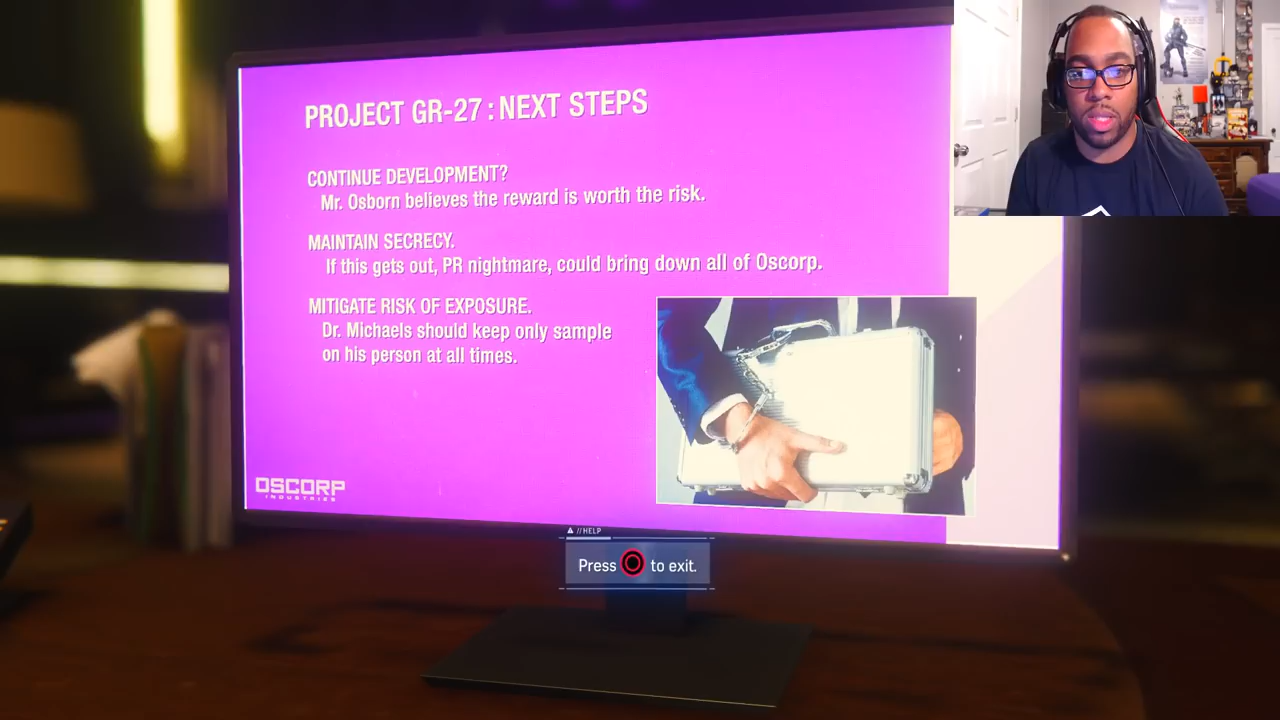 PROJECT GR-27 : NEXT STEPS
CONTINUE DEVELOPMENT?
Mr. Osborn believes the reward is worth the risk.
MAINTAIN SECRECY.
If this gets out, PR nightmare, could bring down all of Oscorp.
MITIGATE RISK OF EXPOSURE.
Dr. Michaels should keep only sample
on his person at all times.
OSCORP
INDUSTRIES
//HELP
Press to exit.